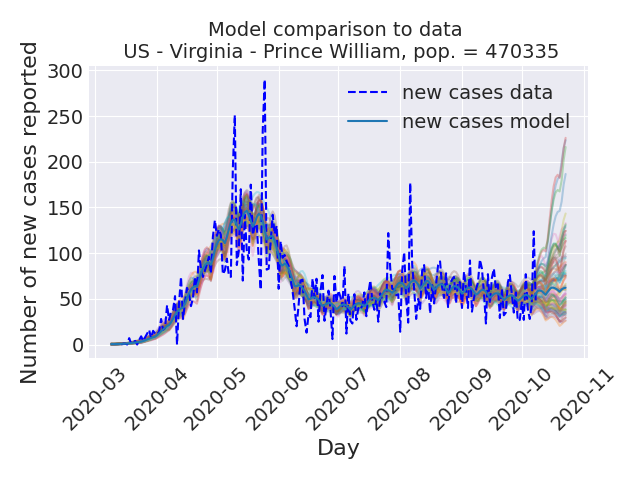 Model comparison to data
US - Virginia - Prince William, pop. = 470335
Number of new cases reported
300
250
200
150
100
50
0
new cases data
new cases model
2020-03
2020-04
2020-05
2020-06
2020-07
2020-08
2020-09
2020-10
2020-11
Day